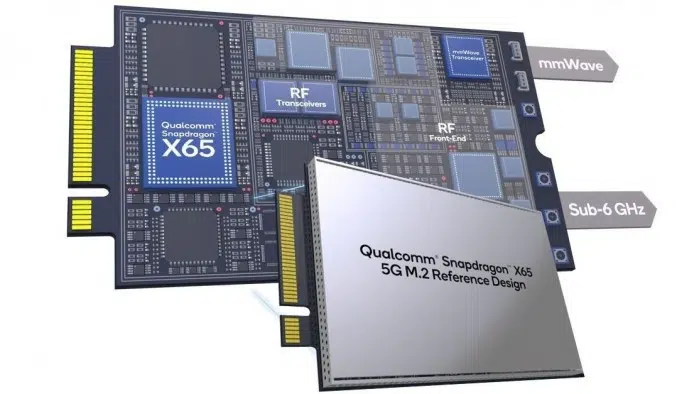 mmWave
Transceiver
mmWave
RF
Transceivers
Qualcomm®
Snapdragon
X65
RF
Front-End
Sub-6 GHz
Qualcomm® Snapdragon™ X65
5G M.2 Reference Design